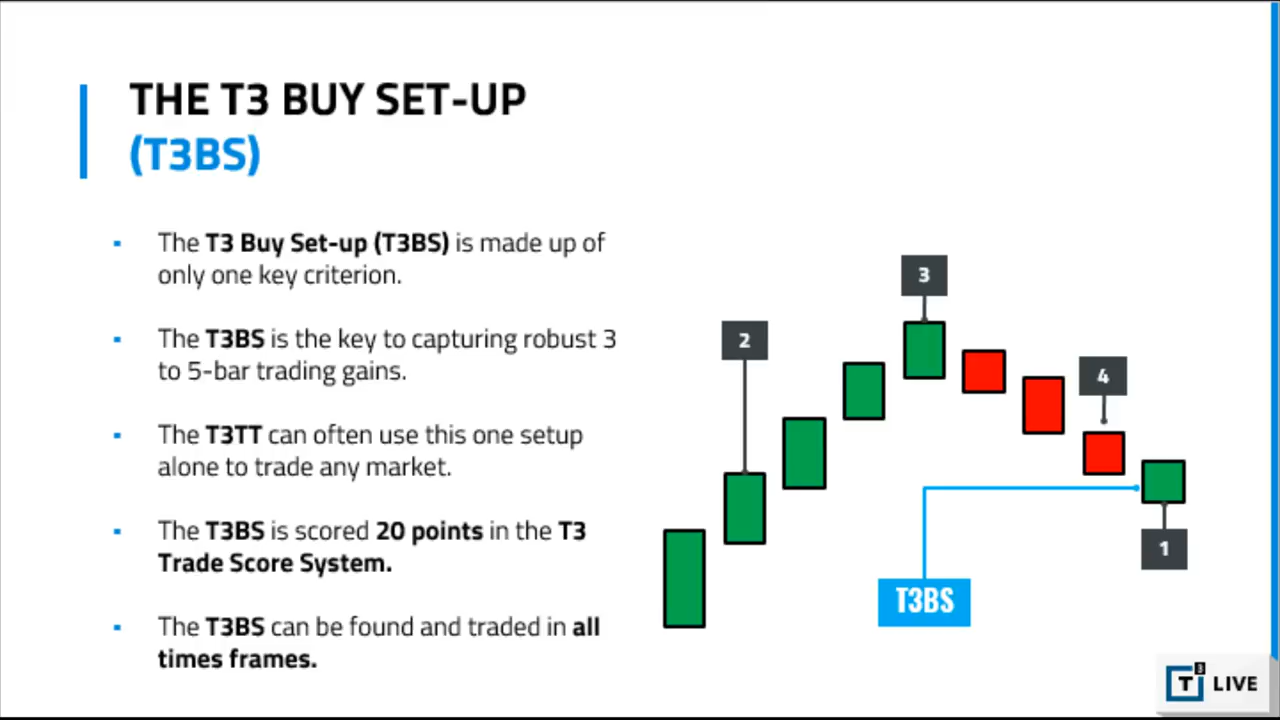 THE T3 BUY SET-UP
(T3BS)
▪ The T3 Buy Set-up (T3BS) is made up of
only one key criterion.
▪ The T3BS is the key to capturing robust 3
to 5-bar trading gains.
▪ The T3TT can often use this one setup
alone to trade any market.
▪ The T3BS is scored 20 points in the T3
Trade Score System.
▪ The T3BS can be found and traded in all
times frames.
3
2
4
1
T3BS
T3 LIVE